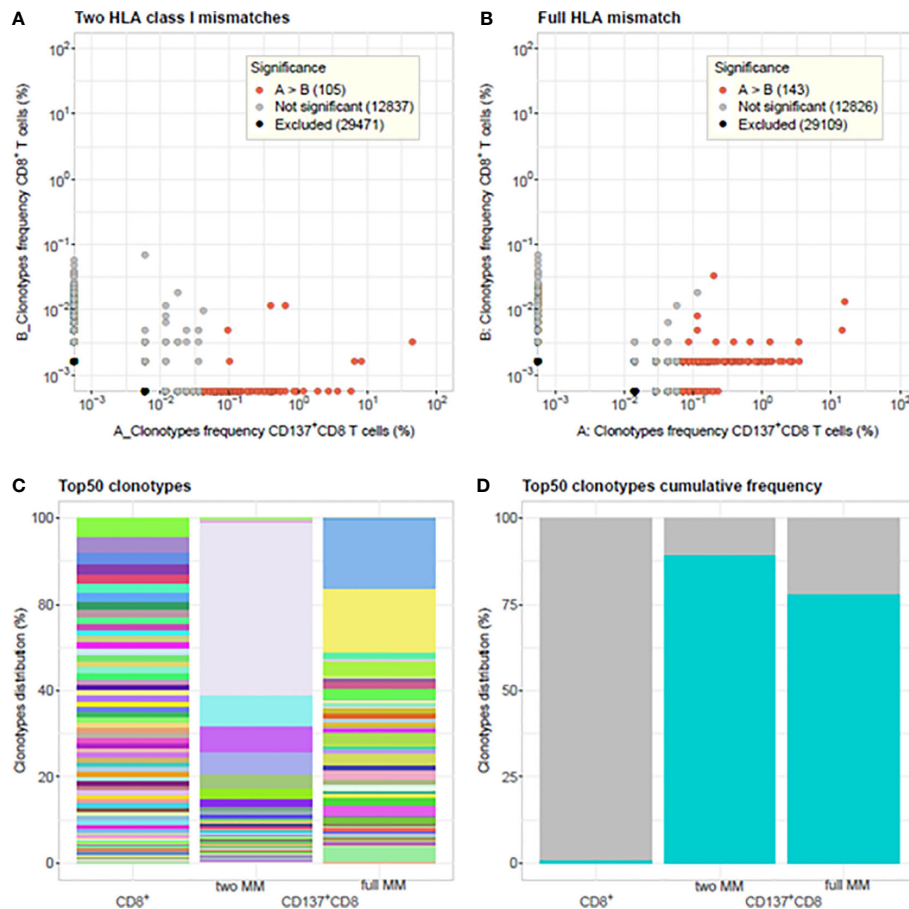 A
Two HLA class I mismatches
B_Clonotypes frequency CD8⁺ T cells (%)
10²
10¹
10⁰
10⁻¹
10⁻²
10⁻³
Significance
A > B (105)
Not significant (12837)
Excluded (29471)
10⁻³
10⁻²
10⁻¹
10⁰
10¹
10²
A_Clonotypes frequency CD137⁺CD8 T cells (%)
B
Full HLA mismatch
B: Clonotypes frequency CD8⁺ T cells (%)
10²
10¹
10⁰
10⁻¹
10⁻²
10⁻³
Significance
A > B (143)
Not significant (12826)
Excluded (29109)
10⁻³
10⁻²
10⁻¹
10⁰
10¹
10²
A: Clonotypes frequency CD137⁺CD8 T cells (%)
C
Top50 clonotypes
Clonotypes distribution (%)
100
80
40
20
0
CD8⁺
two MM
full MM
CD137⁺CD8
D
Top50 clonotypes cumulative frequency
Clonotypes distribution (%)
100
75
50
25
0
CD8⁺
two MM
full MM
CD137⁺CD8